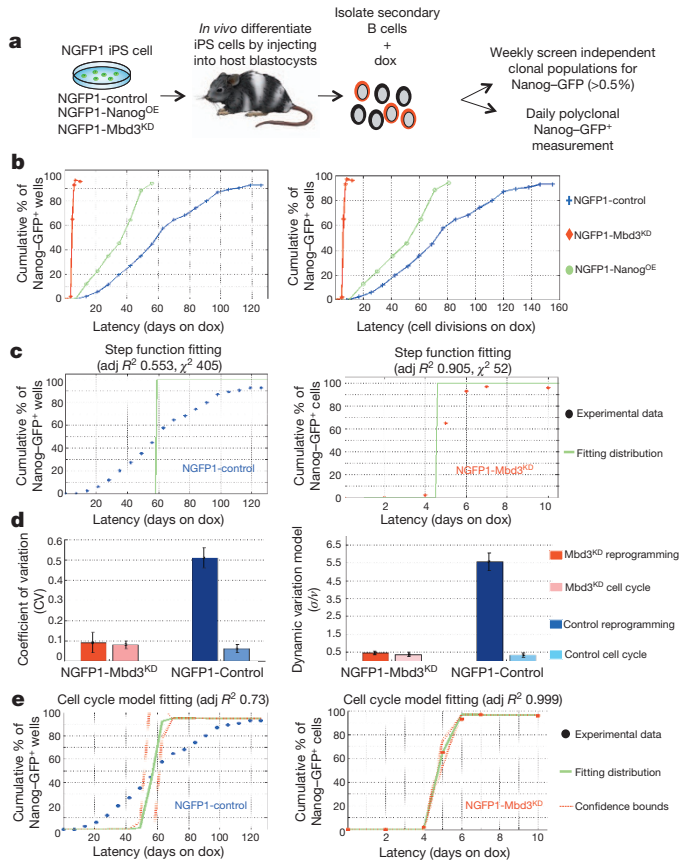 a
NGFP1 iPS cell
NGFP1-control
NGFP1-Nanog^OE
NGFP1-Mbd3^KD
In vivo differentiate
iPS cells by injecting
into host blastocysts
Isolate secondary
B cells
+
dox
Weekly screen independent
clonal populations for
Nanog–GFP (>0.5%)
Daily polyclonal
Nanog–GFP⁺
measurement
b
Cumulative % of
Nanog–GFP⁺ wells
100
80
60
40
20
0
0 20 40 60 80 100 120
Latency (days on dox)
Cumulative % of
Nanog–GFP⁺ cells
100
80
60
40
20
0
0 20 40 60 80 100 120 140 160
Latency (cell divisions on dox)
NGFP1-control
NGFP1-Mbd3^KD
NGFP1-Nanog^OE
c
Step function fitting
(adj R² 0.553, χ² 405)
Cumulative % of
Nanog–GFP⁺ wells
100
80
60
40
20
0
NGFP1-control
0 20 40 60 80 100 120
Latency (days on dox)
Step function fitting
(adj R² 0.905, χ² 52)
Cumulative % of
Nanog–GFP⁺ cells
100
80
60
40
20
0
NGFP1-Mbd3^KD
2 4 6 8 10
Latency (days on dox)
Experimental data
Fitting distribution
d
Coefficient of variation
(CV)
0.6
0.5
0.4
0.3
0.2
0.1
0
NGFP1-Mbd3^KD NGFP1-Control
Dynamic variation model
(σ/ν)
6.5
5.5
4.5
3.5
2.5
1.5
0.5
NGFP1-Mbd3^KD NGFP1-Control
Mbd3^KD reprogramming
Mbd3^KD cell cycle
Control reprogramming
Control cell cycle
e
Cell cycle model fitting (adj R² 0.73)
Cumulative % of
Nanog–GFP⁺ wells
100
80
60
40
20
0
NGFP1-control
0 20 40 60 80 100 120
Latency (days on dox)
Cell cycle model fitting (adj R² 0.999)
Cumulative % of
Nanog–GFP⁺ cells
100
80
60
40
20
0
NGFP1-Mbd3^KD
0 2 4 6 8 10
Latency (days on dox)
Experimental data
Fitting distribution
Confidence bounds